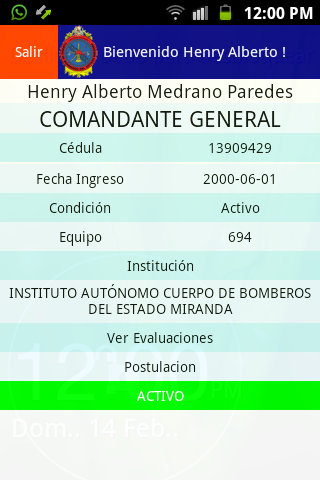 12:00 PM
Salir
Bienvenido Henry Alberto !
Henry Alberto Medrano Paredes
COMANDANTE GENERAL
Cédula 13909429
Fecha Ingreso 2000-06-01
Condición Activo
Equipo 694
Institución
INSTITUTO AUTÓNOMO CUERPO DE BOMBEROS
DEL ESTADO MIRANDA
Ver Evaluaciones
Postulacion
ACTIVO
PM
Dom.. 14 Feb..